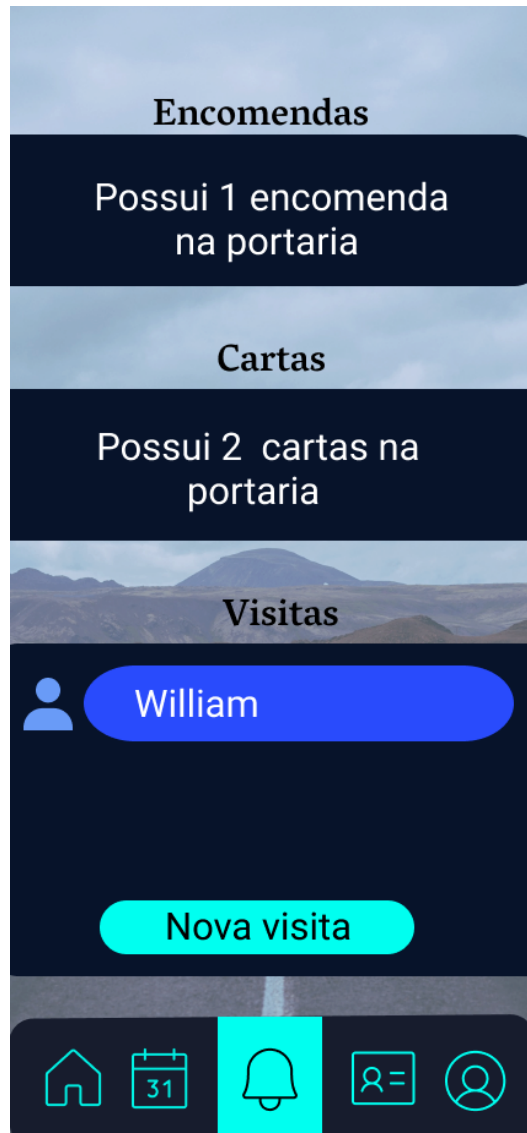 Encomendas
Possui 1 encomenda
na portaria
Cartas
Possui 2 cartas na
portaria
Visitas
William
Nova visita
31